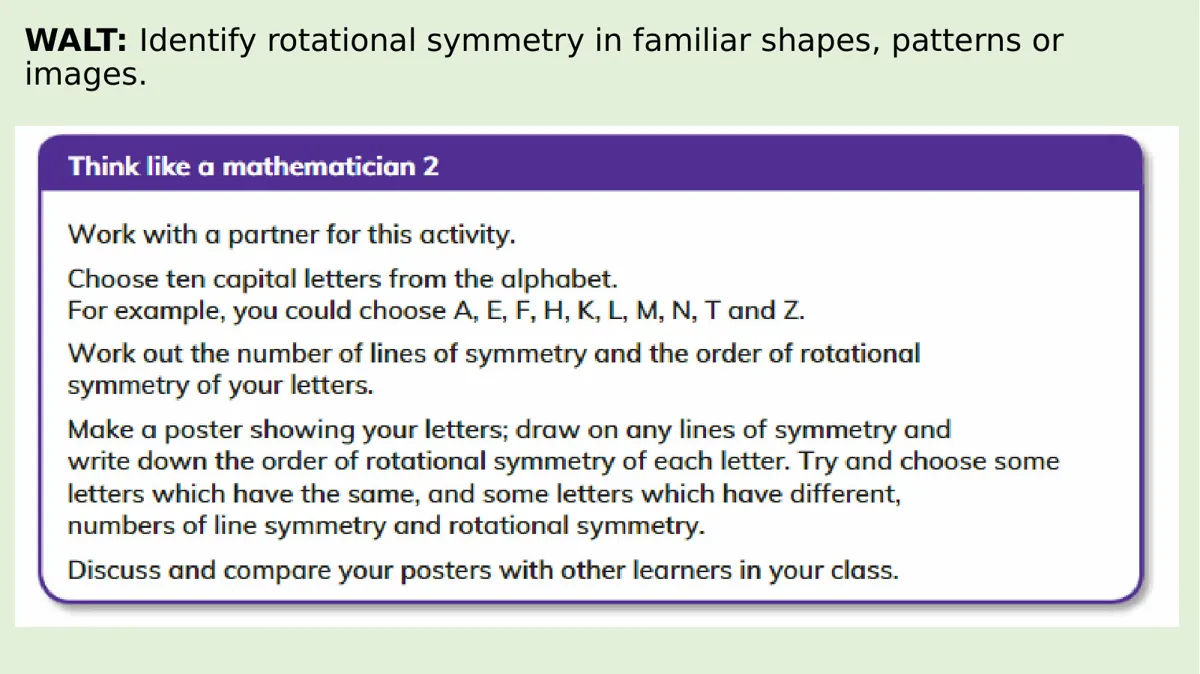 WALT: Identify rotational symmetry in familiar shapes, patterns or
images.
Think like a mathematician 2
Work with a partner for this activity.
Choose ten capital letters from the alphabet.
For example, you could choose A, E, F, H, K, L, M, N, T and Z.
Work out the number of lines of symmetry and the order of rotational
symmetry of your letters.
Make a poster showing your letters; draw on any lines of symmetry and
write down the order of rotational symmetry of each letter. Try and choose some
letters which have the same, and some letters which have different,
numbers of line symmetry and rotational symmetry.
Discuss and compare your posters with other learners in your class.